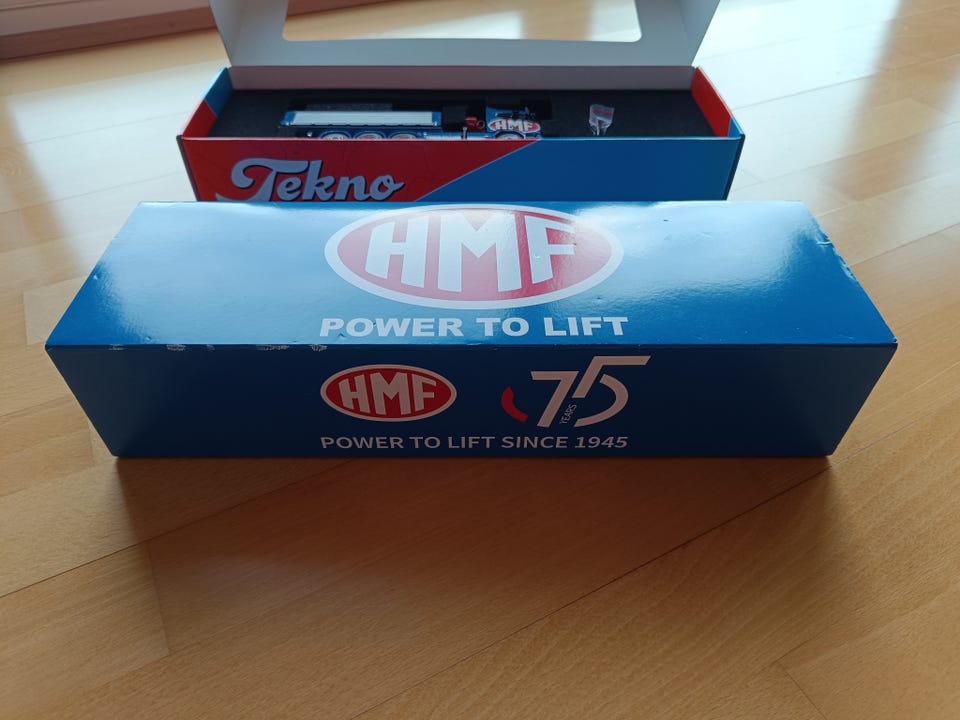 HMF
Tekno
HMF
POWER TO LIFT
HMF
75
YEARS
POWER TO LIFT SINCE 1945